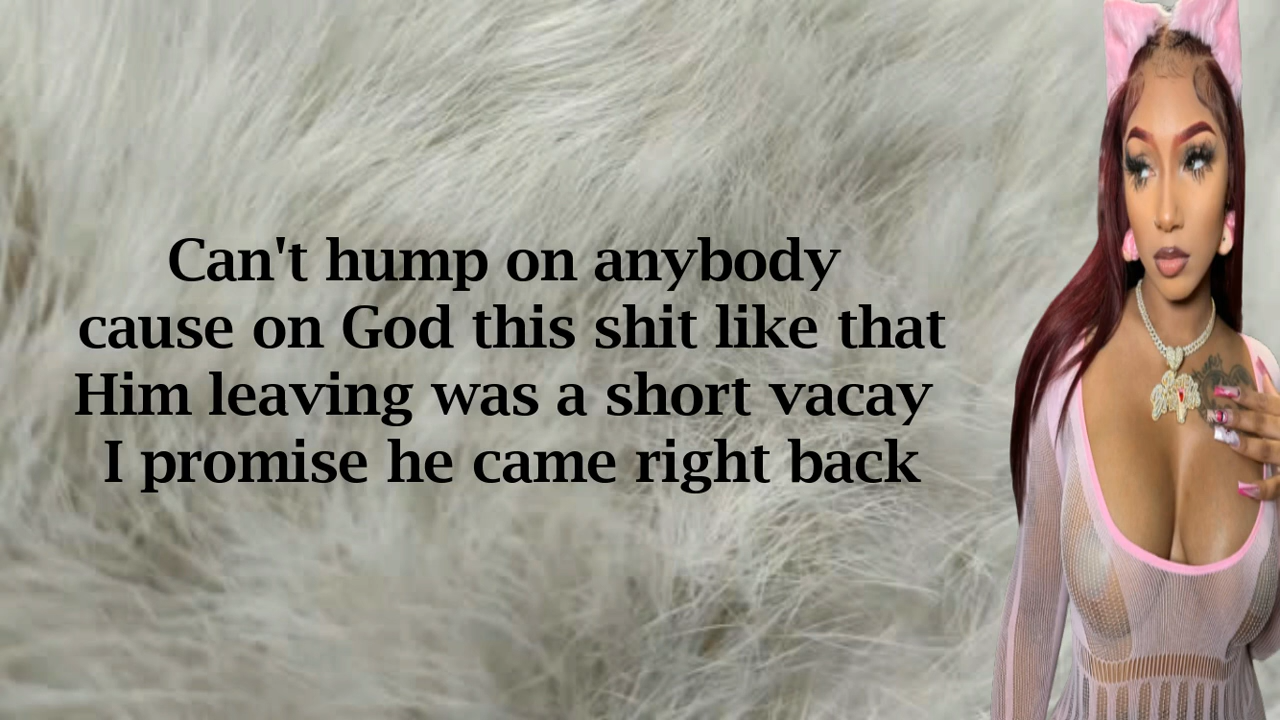 Can't hump on anybody
cause on God this shit like that
Him leaving was a short vacay
I promise he came right back